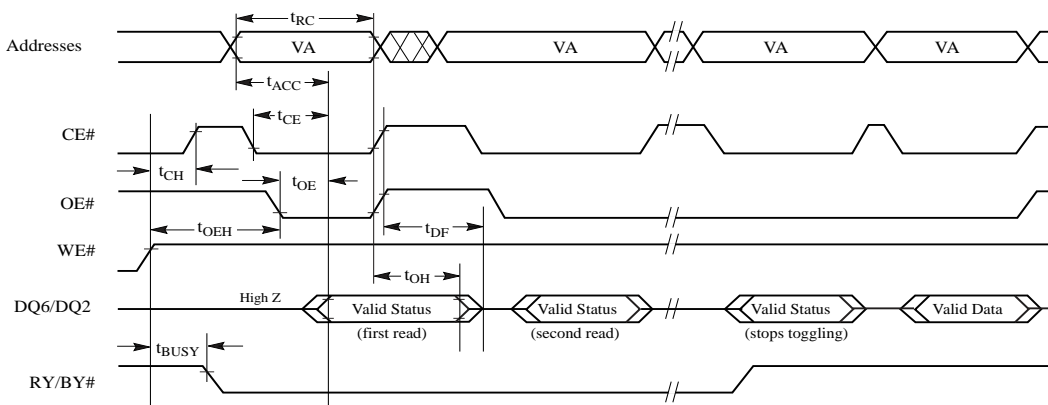 tRC
Addresses VA VA VA VA
tACC
tCE
CE#
tCH tOE
OE#
tOEH tDF
WE#
tOH
DQ6/DQ2 High Z Valid Status Valid Status Valid Status Valid Data
(first read) (second read) (stops toggling)
tBUSY
RY/BY#